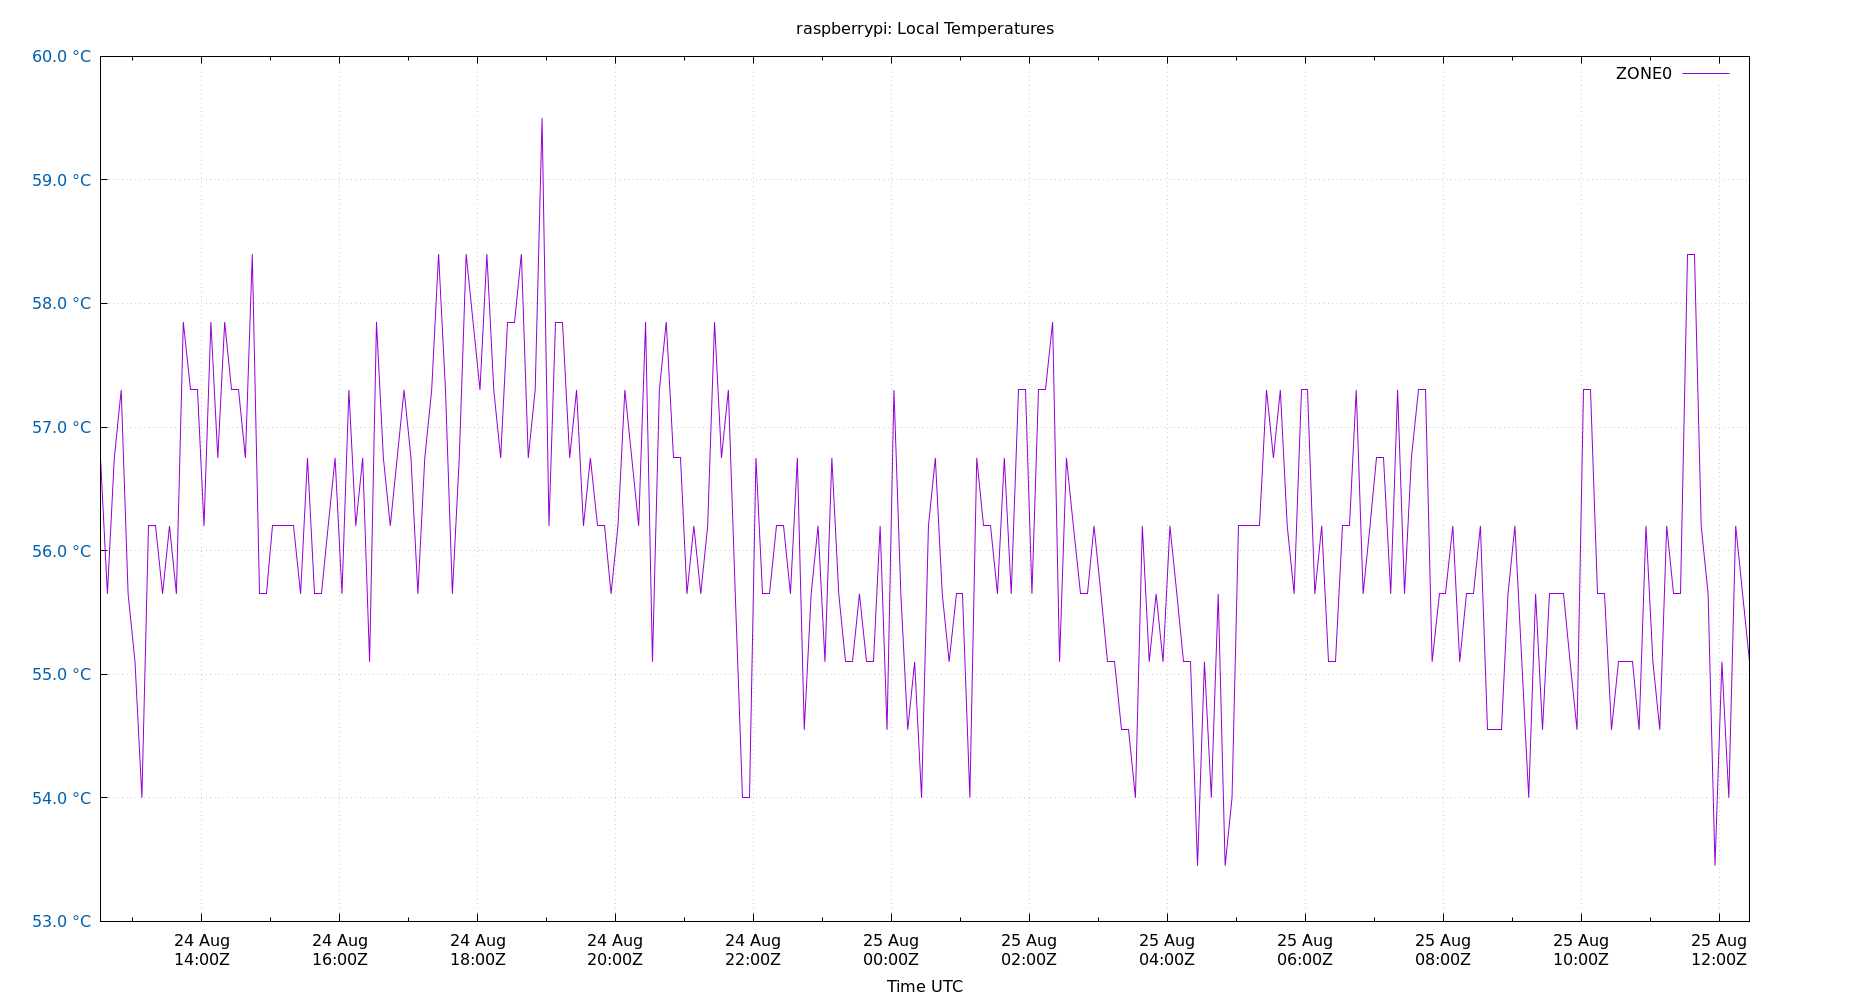 raspberrypi: Local Temperatures
60.0 °C
ZONE0
59.0 °C
58.0 °C
57.0 °C
56.0 °C
55.0 °C
54.0 °C
53.0 °C
24 Aug 24 Aug 24 Aug 24 Aug 24 Aug 25 Aug 25 Aug 25 Aug 25 Aug 25 Aug 25 Aug 25 Aug
14:00Z 16:00Z 18:00Z 20:00Z 22:00Z 00:00Z 02:00Z 04:00Z 06:00Z 08:00Z 10:00Z 12:00Z
Time UTC